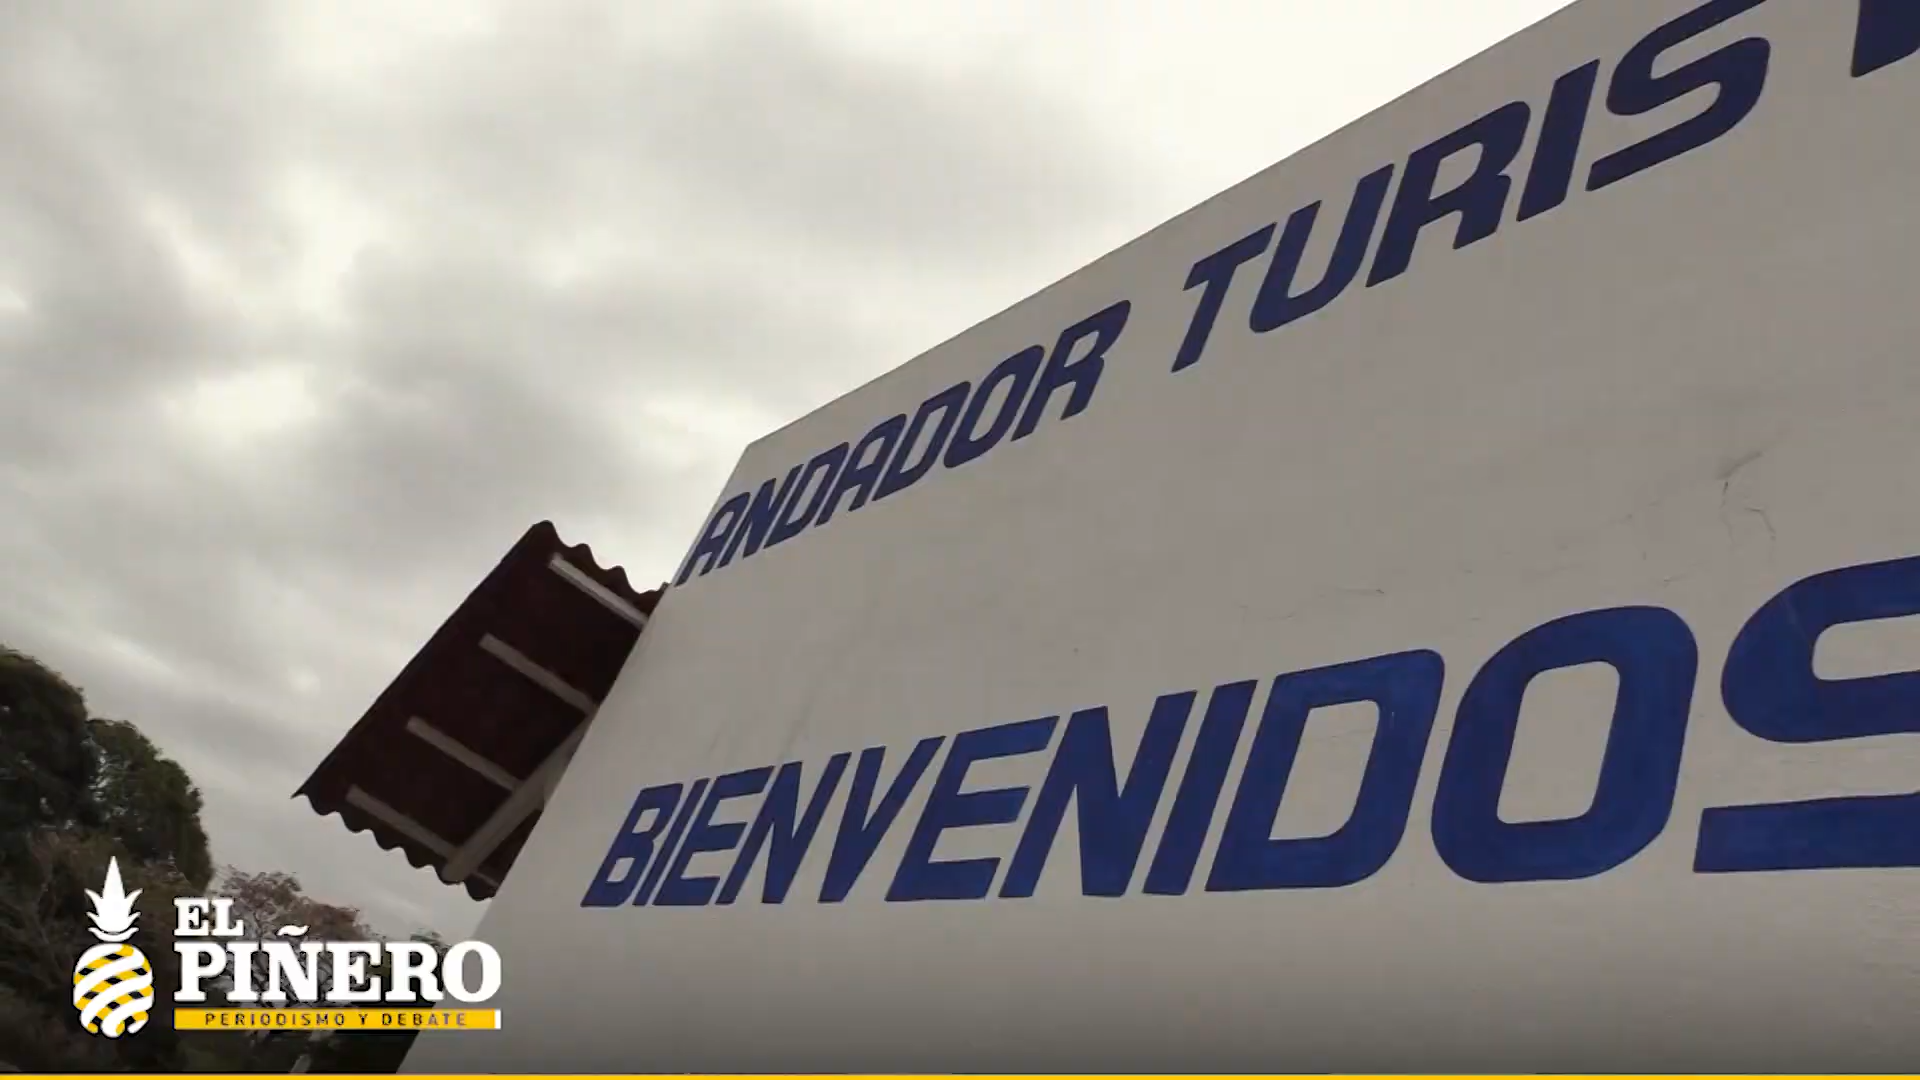 ANDADOR TURIS
BIENVENIDOS
EL
PIÑERO
PERIODISMO Y DEBATE